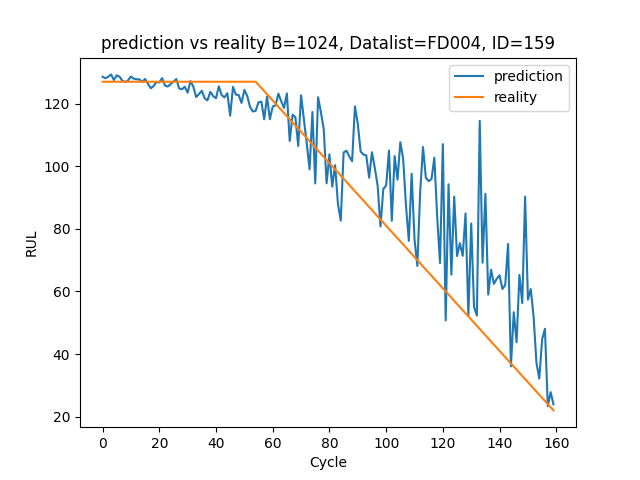 prediction vs reality B=1024, Datalist=FD004, ID=159
prediction
reality
120
100
80
60
40
20
RUL
0 20 40 60 80 100 120 140 160
Cycle